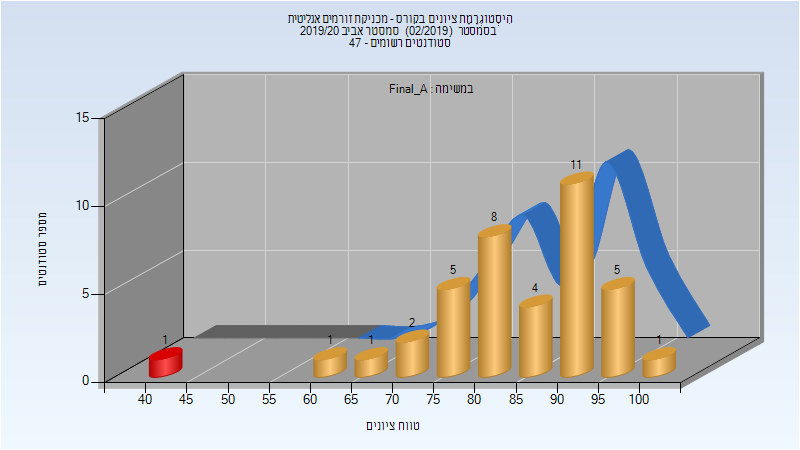 היסטוגרמת ציונים בקורס - מכניקת זורמים אנליטית
בסמסטר (02/2019) סמסטר אביב 2019/20
סטודנטים רשומים - 47
במשימה : Final_A
מספר סטודנטים
15
10
5
0
1
1
1
2
5
8
4
11
5
1
40 45 50 55 60 65 70 75 80 85 90 95 100
טווח ציונים